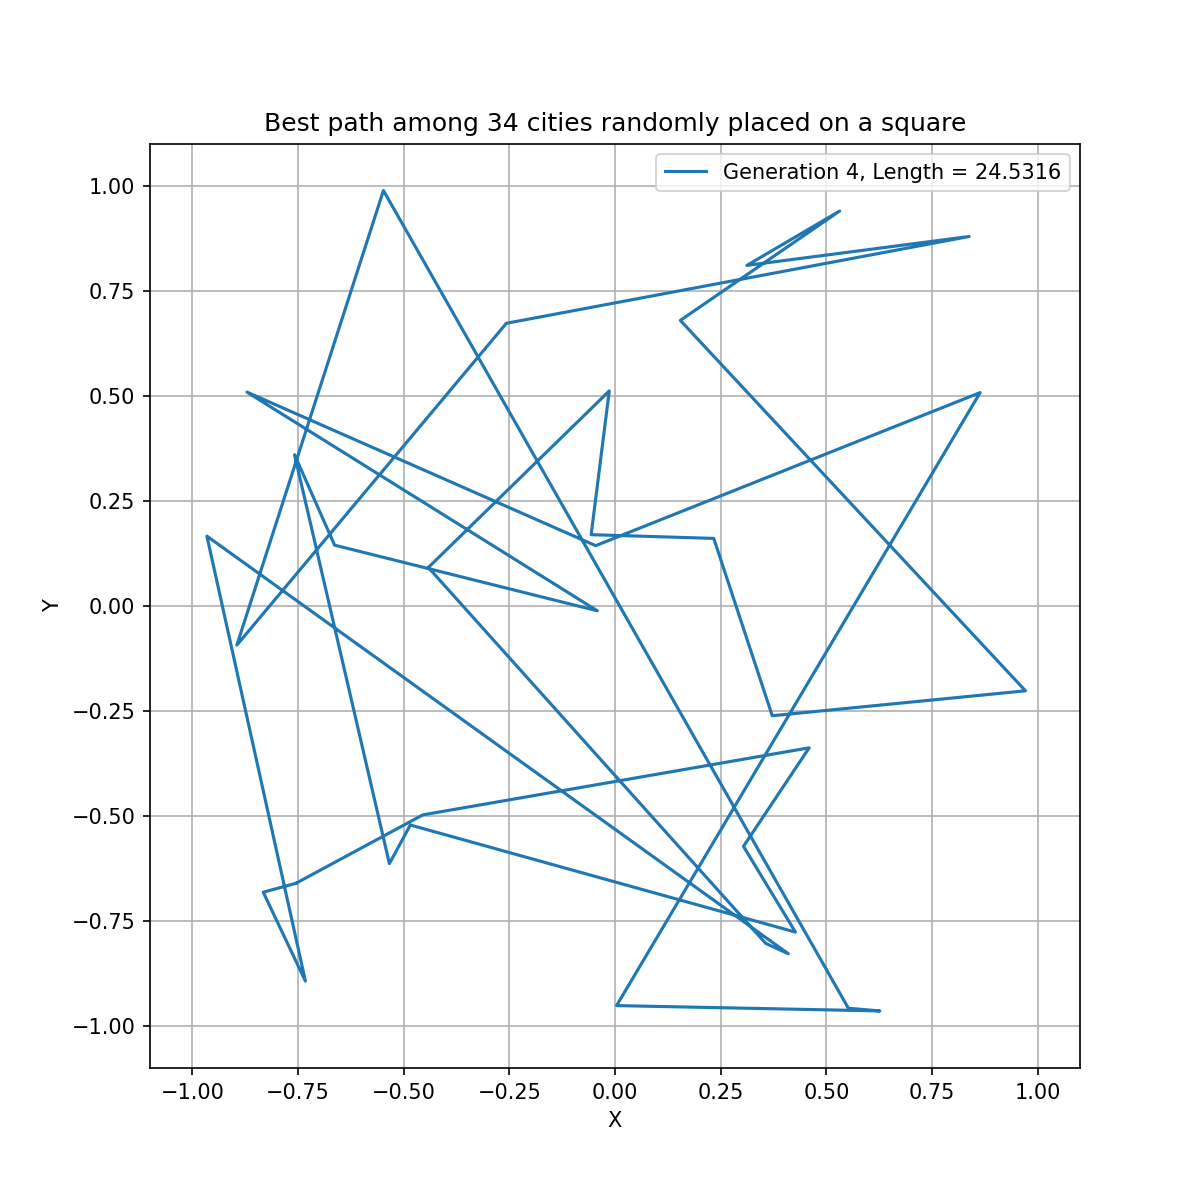 Best path among 34 cities randomly placed on a square
Generation 4, Length = 24.5316
1.00
0.75
0.50
0.25
0.00
−0.25
−0.50
−0.75
−1.00
Y
−1.00 −0.75 −0.50 −0.25 0.00 0.25 0.50 0.75 1.00
X